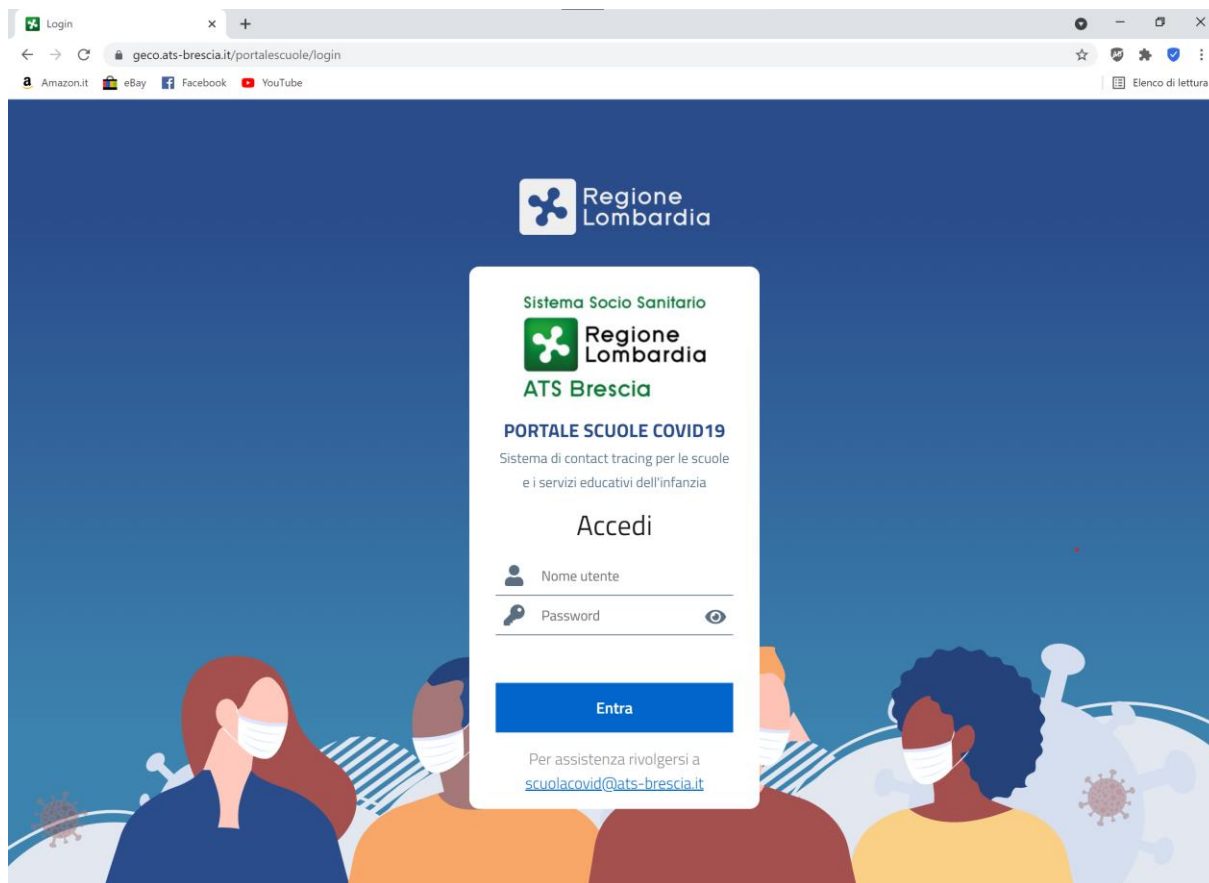 Login
geco.ats-brescia.it/portalescuole/login
Amazon.it eBay Facebook YouTube Elenco di lettura
Regione
Lombardia
Sistema Socio Sanitario
Regione
Lombardia
ATS Brescia
PORTALE SCUOLE COVID19
Sistema di contact tracing per le scuole
e i servizi educativi dell'infanzia
Accedi
Nome utente
Password
Entra
Per assistenza rivolgersi a
scuolacovid@ats-brescia.it